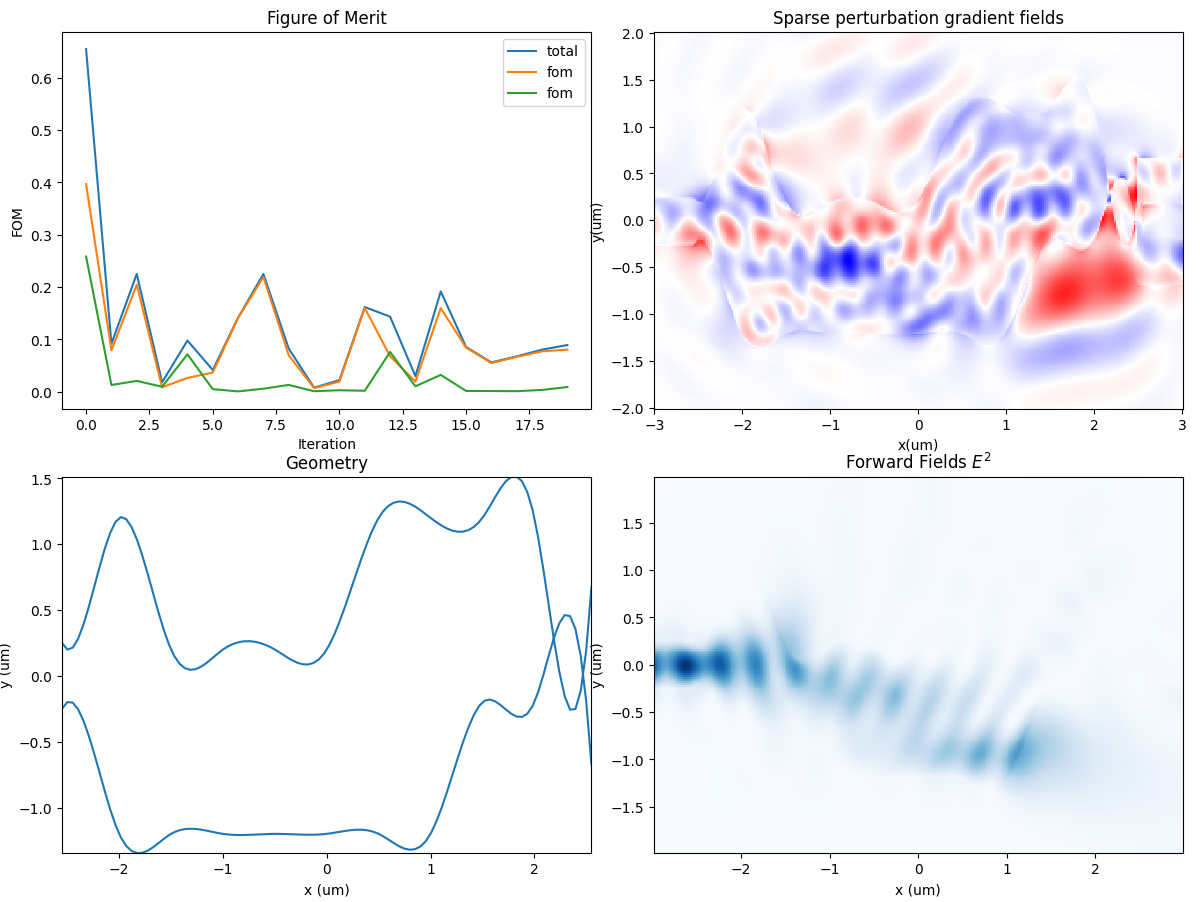 Figure of Merit
total
fom
fom
FOM
0.6
0.5
0.4
0.3
0.2
0.1
0.0
0.0 2.5 5.0 7.5 10.0 12.5 15.0 17.5
Iteration
Sparse perturbation gradient fields
y(um)
2.0
1.5
1.0
0.5
0.0
−0.5
−1.0
−1.5
−2.0
−3 −2 −1 0 1 2 3
x(um)
Geometry
y (um)
1.5
1.0
0.5
0.0
−0.5
−1.0
−2 −1 0 1 2
x (um)
Forward Fields E²
y (um)
1.5
1.0
0.5
0.0
−0.5
−1.0
−1.5
−2 −1 0 1 2
x (um)